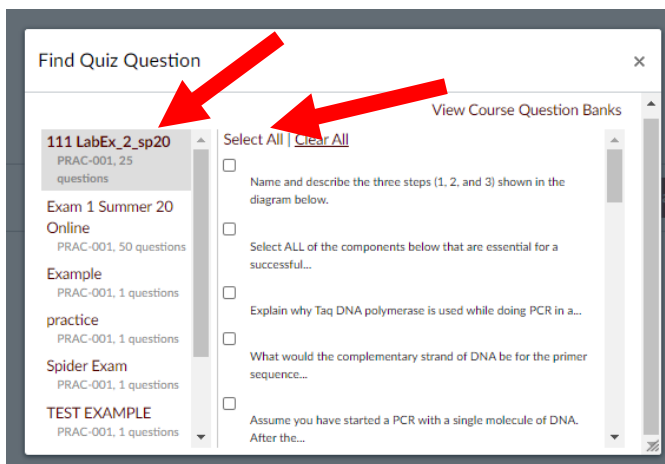 Find Quiz Question
×
View Course Question Banks
111 LabEx_2_sp20
PRAC-001, 25
questions
Exam 1 Summer 20
Online
PRAC-001, 50 questions
Example
PRAC-001, 1 questions
practice
PRAC-001, 1 questions
Spider Exam
PRAC-001, 1 questions
TEST EXAMPLE
PRAC-001, 1 questions
Select All | Clear All
Name and describe the three steps (1, 2, and 3) shown in the
diagram below.
Select ALL of the components below that are essential for a
successful...
Explain why Taq DNA polymerase is used while doing PCR in a...
What would the complementary strand of DNA be for the primer
sequence...
Assume you have started a PCR with a single molecule of DNA.
After the...